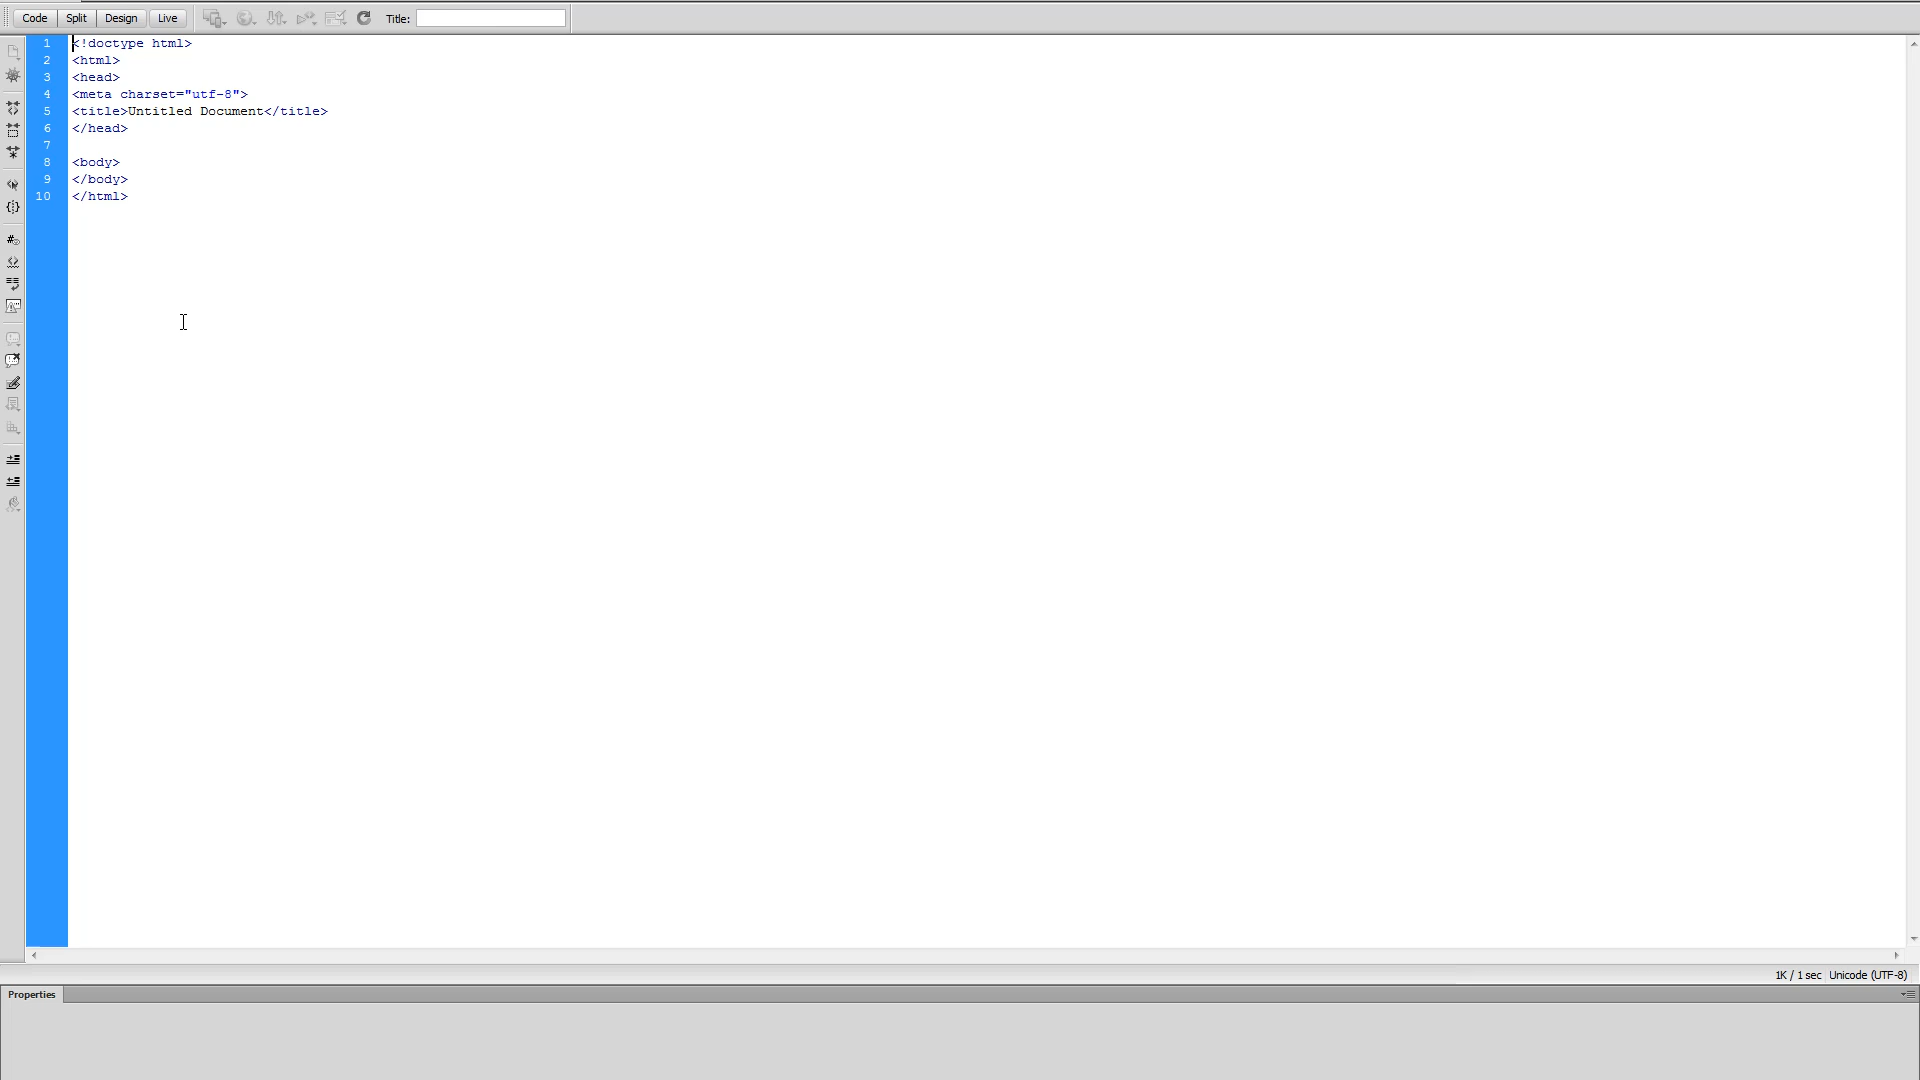 Code Split Design Live Title:
1 <!doctype html>
2 <html>
3 <head>
4 <meta charset="utf-8">
5 <title>Untitled Document</title>
6 </head>
7
8 <body>
9 </body>
10 </html>
1K / 1 sec Unicode (UTF-8)
Properties